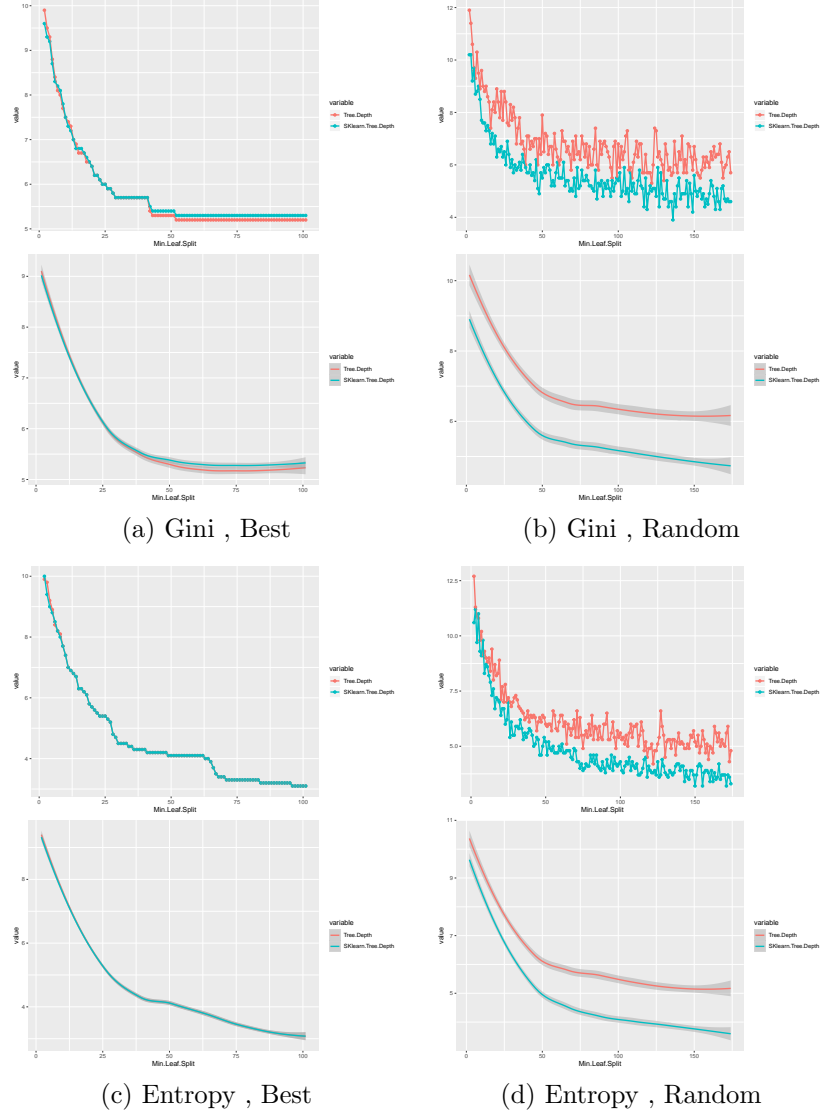 10
9
8
7
6
5
value
0
25
50
75
100
Min.Leaf.Split
variable
Tree.Depth
SKlearn.Tree.Depth
9
8
7
6
5
value
0
25
50
75
100
Min.Leaf.Split
variable
Tree.Depth
SKlearn.Tree.Depth
(a) Gini , Best
12
10
8
6
4
value
0
50
100
150
Min.Leaf.Split
variable
Tree.Depth
SKlearn.Tree.Depth
10
8
6
value
0
50
100
150
Min.Leaf.Split
variable
Tree.Depth
SKlearn.Tree.Depth
(b) Gini , Random
10
8
6
4
value
0
25
50
75
100
Min.Leaf.Split
variable
Tree.Depth
SKlearn.Tree.Depth
8
6
4
value
0
25
50
75
100
Min.Leaf.Split
variable
Tree.Depth
SKlearn.Tree.Depth
(c) Entropy , Best
12.5
10.0
7.5
5.0
value
0
50
100
150
Min.Leaf.Split
variable
Tree.Depth
SKlearn.Tree.Depth
11
9
7
5
value
0
50
100
150
Min.Leaf.Split
variable
Tree.Depth
SKlearn.Tree.Depth
(d) Entropy , Random